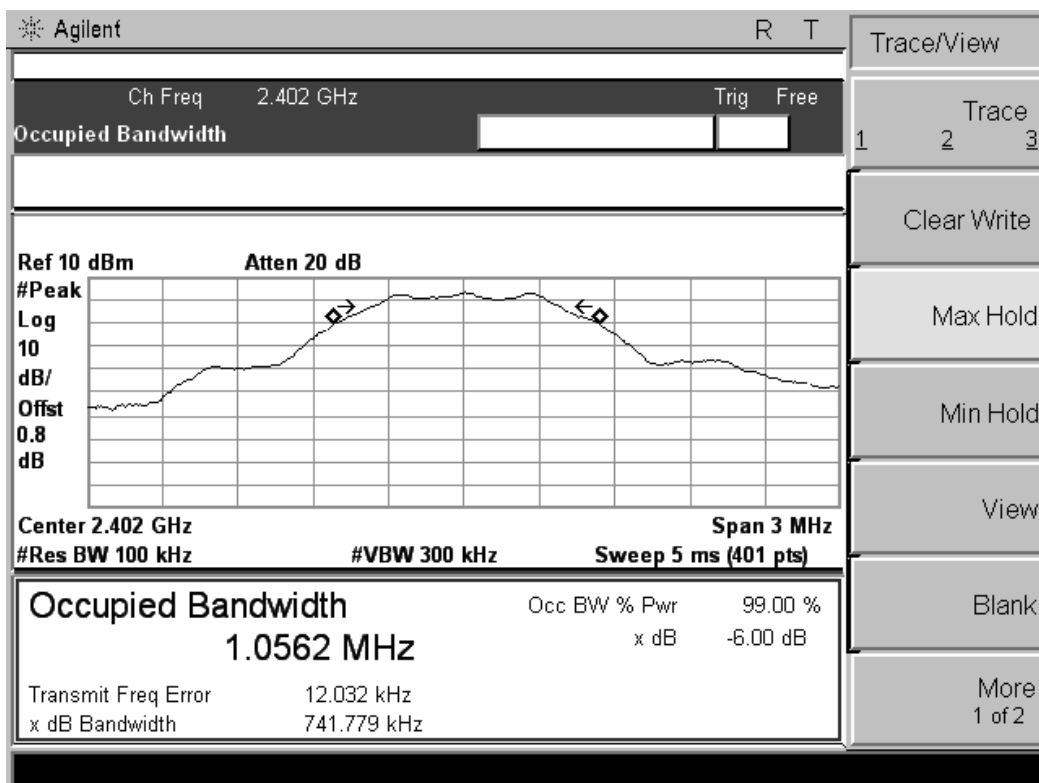 Agilent R T
Trace/View
Ch Freq 2.402 GHz Trig Free
Occupied Bandwidth
Trace
1 2 3
Clear Write
Max Hold
Min Hold
View
Blank
More
1 of 2
Ref 10 dBm Atten 20 dB
#Peak
Log
10
dB/
Offst
0.8
dB
Center 2.402 GHz Span 3 MHz
#Res BW 100 kHz #VBW 300 kHz Sweep 5 ms (401 pts)
Occupied Bandwidth Occ BW % Pwr 99.00 %
1.0562 MHz x dB -6.00 dB
Transmit Freq Error 12.032 kHz
x dB Bandwidth 741.779 kHz